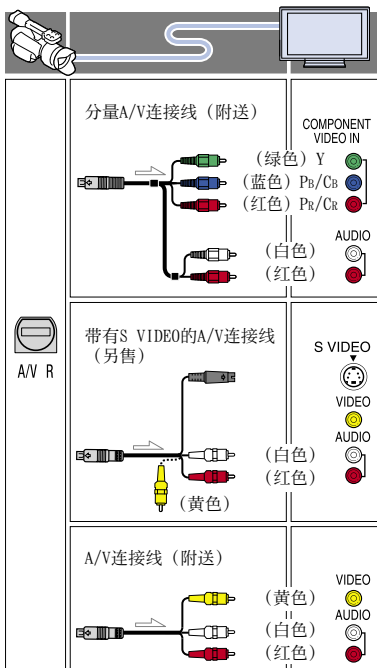 分量A/V连接线（附送）
COMPONENT
VIDEO IN
（绿色）Y
（蓝色）PB/CB
（红色）PR/CR
AUDIO
（白色）
（红色）
A/V R
带有S VIDEO的A/V连接线
（另售）
S VIDEO
VIDEO
AUDIO
（白色）
（红色）
（黄色）
A/V连接线（附送）
VIDEO
（黄色）
AUDIO
（白色）
（红色）